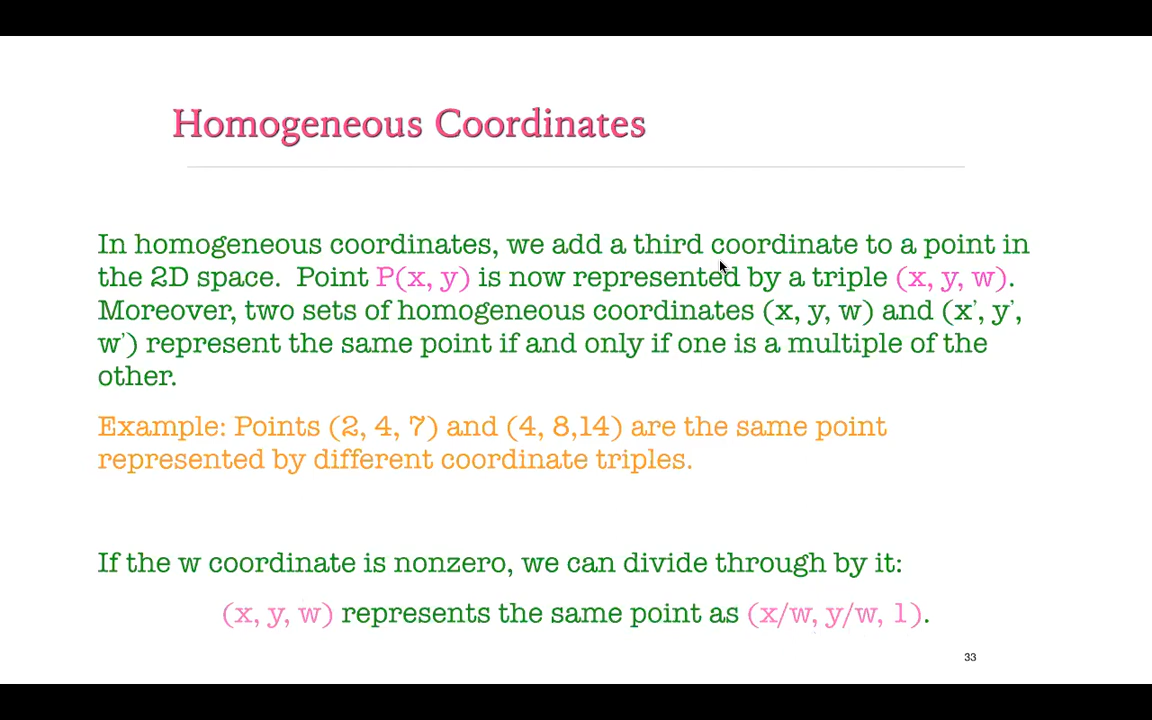 Homogeneous Coordinates
In homogeneous coordinates, we add a third coordinate to a point in
the 2D space.  Point P(x, y) is now represented by a triple (x, y, w).
Moreover, two sets of homogeneous coordinates (x, y, w) and (x’, y’,
w’) represent the same point if and only if one is a multiple of the
other.
Example: Points (2, 4, 7) and (4, 8,14) are the same point
represented by different coordinate triples.
If the w coordinate is nonzero, we can divide through by it:
(x, y, w) represents the same point as (x/w, y/w, 1).
33